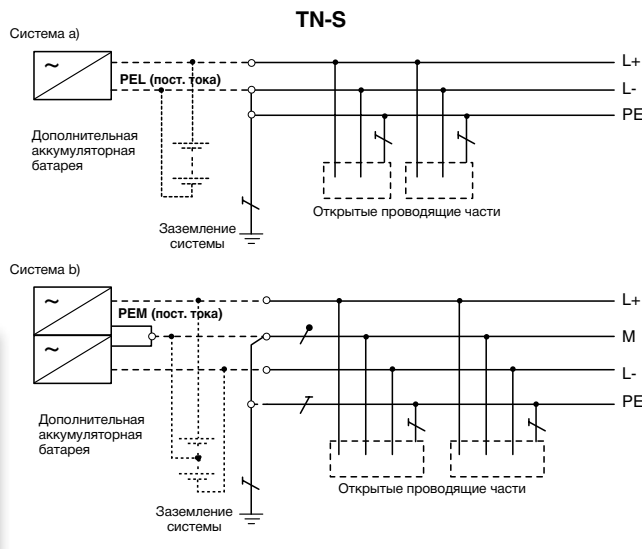 TN-S
Система a)
~
PEL (пост. тока)
L+
L-
PE
Дополнительная
аккумуляторная
батарея
Открытые проводящие части
Заземление
системы
Система b)
~
PEM (пост. тока)
~
L+
M
L-
PE
Дополнительная
аккумуляторная
батарея
Открытые проводящие части
Заземление
системы